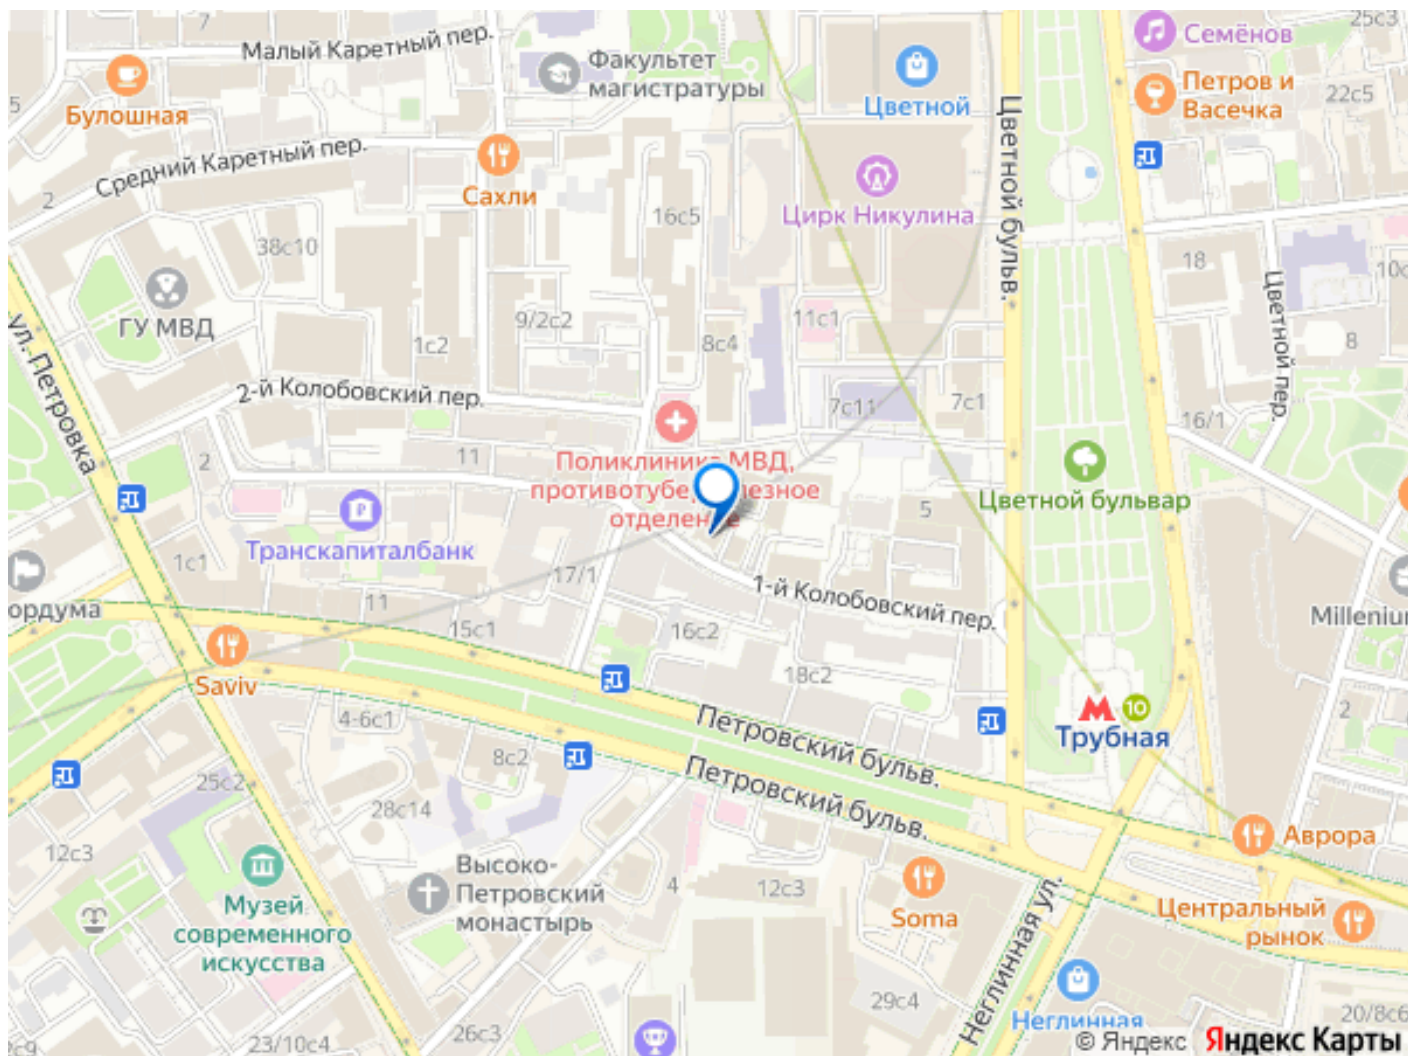 7
Малый Каретный пер.
Факультет
магистратуры
Цветной
Семёнов
25с3
Петров и
Васечка
22с5
5
Булошная
Средний Каретный пер.
Сахли
2
38с10
16с5
Цирк Никулина
Цветной бульв.
18
10с
Цветной пер.
8
ГУ МВД
ул. Петровка
1с2
9/2с2
8с4
11с1
7с11
7с1
16/1
2-й Колобовский пер.
2
11
Поликлиника МВД,
отделение
Транскапиталбанк
5
Цветной бульвар
1с1
ордума
11
15с1
17/1
1-й Колобовский пер.
16с2
18с2
Milleniu
Saviv
4-6с1
8с2
Петровский бульв.
Петровский бульв.
10
Трубная
2
25с2
28с14
12с3
Музей
современного
искусства
Высоко-
Петровский
монастырь
4
12с3
Soma
Аврора
Центральный
рынок
Неглинная ул.
Неглинная
29с4
26с3
23/10с4
с9
20/8с6
© Яндекс Яндекс Карты